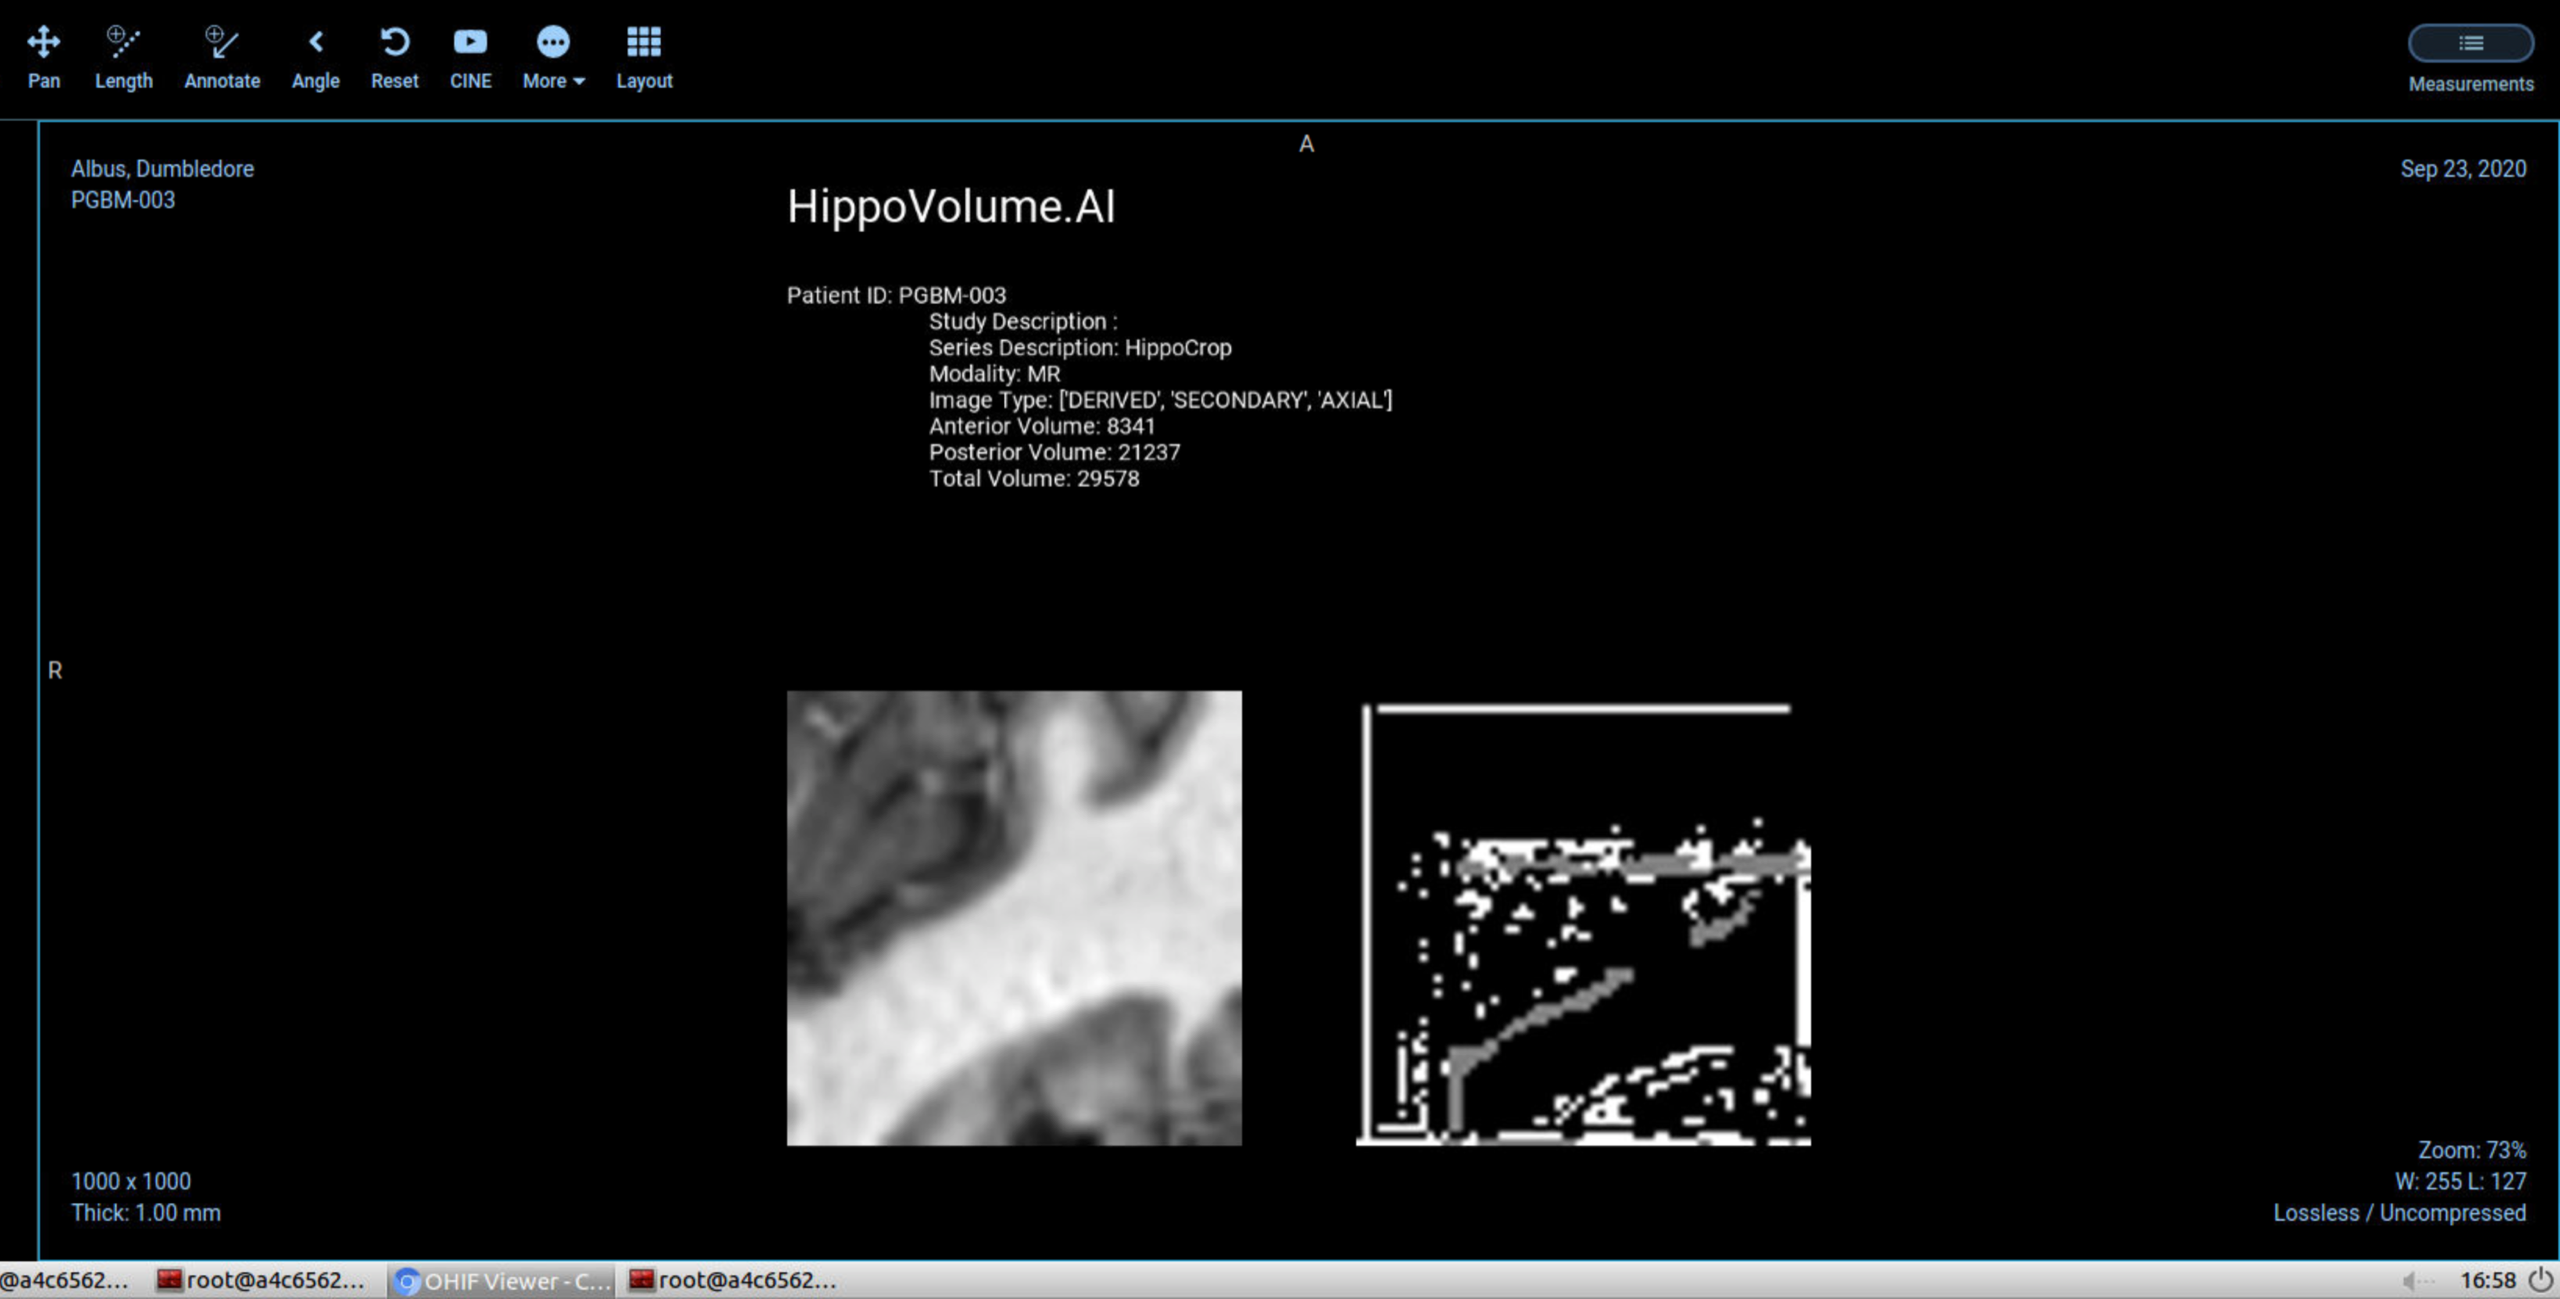 Pan Length Annotate Angle Reset CINE More Layout Measurements
A
Albus, Dumbledore
PGBM-003
Sep 23, 2020
HippoVolume.AI
Patient ID: PGBM-003
Study Description :
Series Description: HippoCrop
Modality: MR
Image Type: ['DERIVED', 'SECONDARY', 'AXIAL']
Anterior Volume: 8341
Posterior Volume: 21237
Total Volume: 29578
R
1000 x 1000
Thick: 1.00 mm
Zoom: 73%
W: 255 L: 127
Lossless / Uncompressed
@a4c6562... root@a4c6562... OHIF Viewer - C... root@a4c6562... 16:58